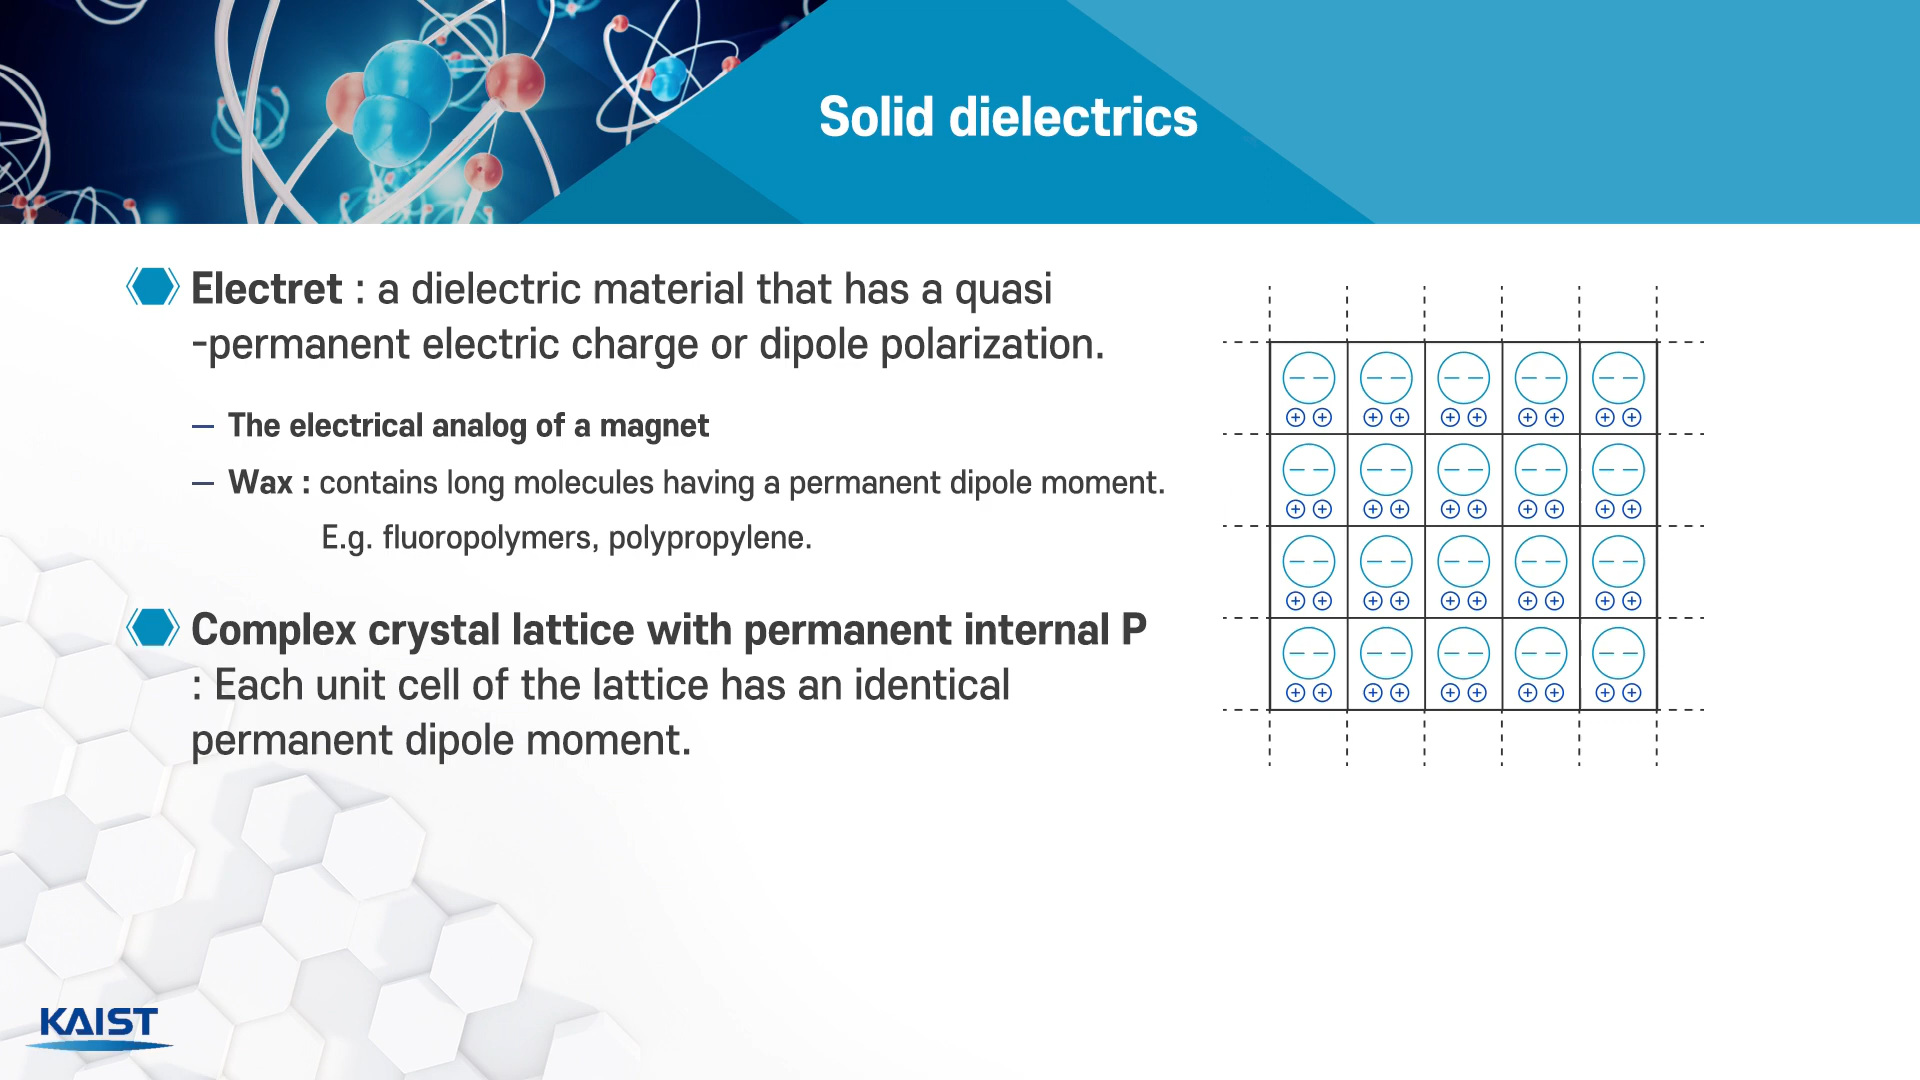 Solid dielectrics
Electret : a dielectric material that has a quasi
-permanent electric charge or dipole polarization.
– The electrical analog of a magnet
– Wax : contains long molecules having a permanent dipole moment.
E.g. fluoropolymers, polypropylene.
Complex crystal lattice with permanent internal P
: Each unit cell of the lattice has an identical
permanent dipole moment.
− − − − − − − − − −
+ + + + + + + + + +
− − − − − − − − − −
+ + + + + + + + + +
− − − − − − − − − −
+ + + + + + + + + +
− − − − − − − − − −
+ + + + + + + + + +
KAIST